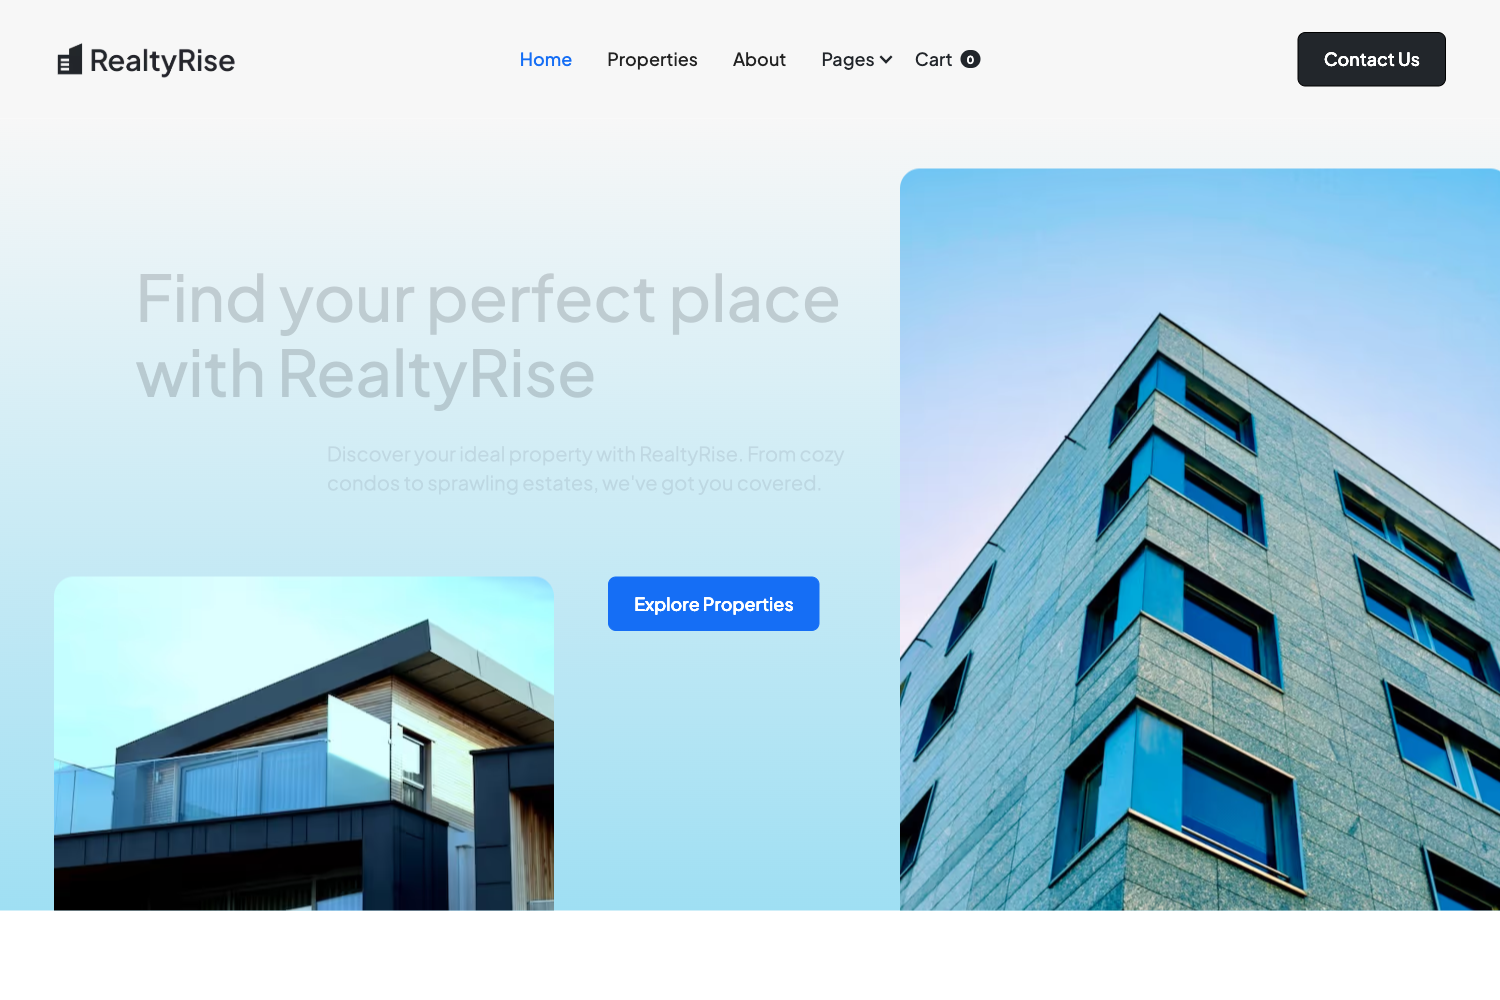 RealtyRise
Home
Properties
About
Pages
Cart
0
Contact Us
Find your perfect place
with RealtyRise
Discover your ideal property with RealtyRise. From cozy
condos to sprawling estates, we've got you covered.
Explore Properties